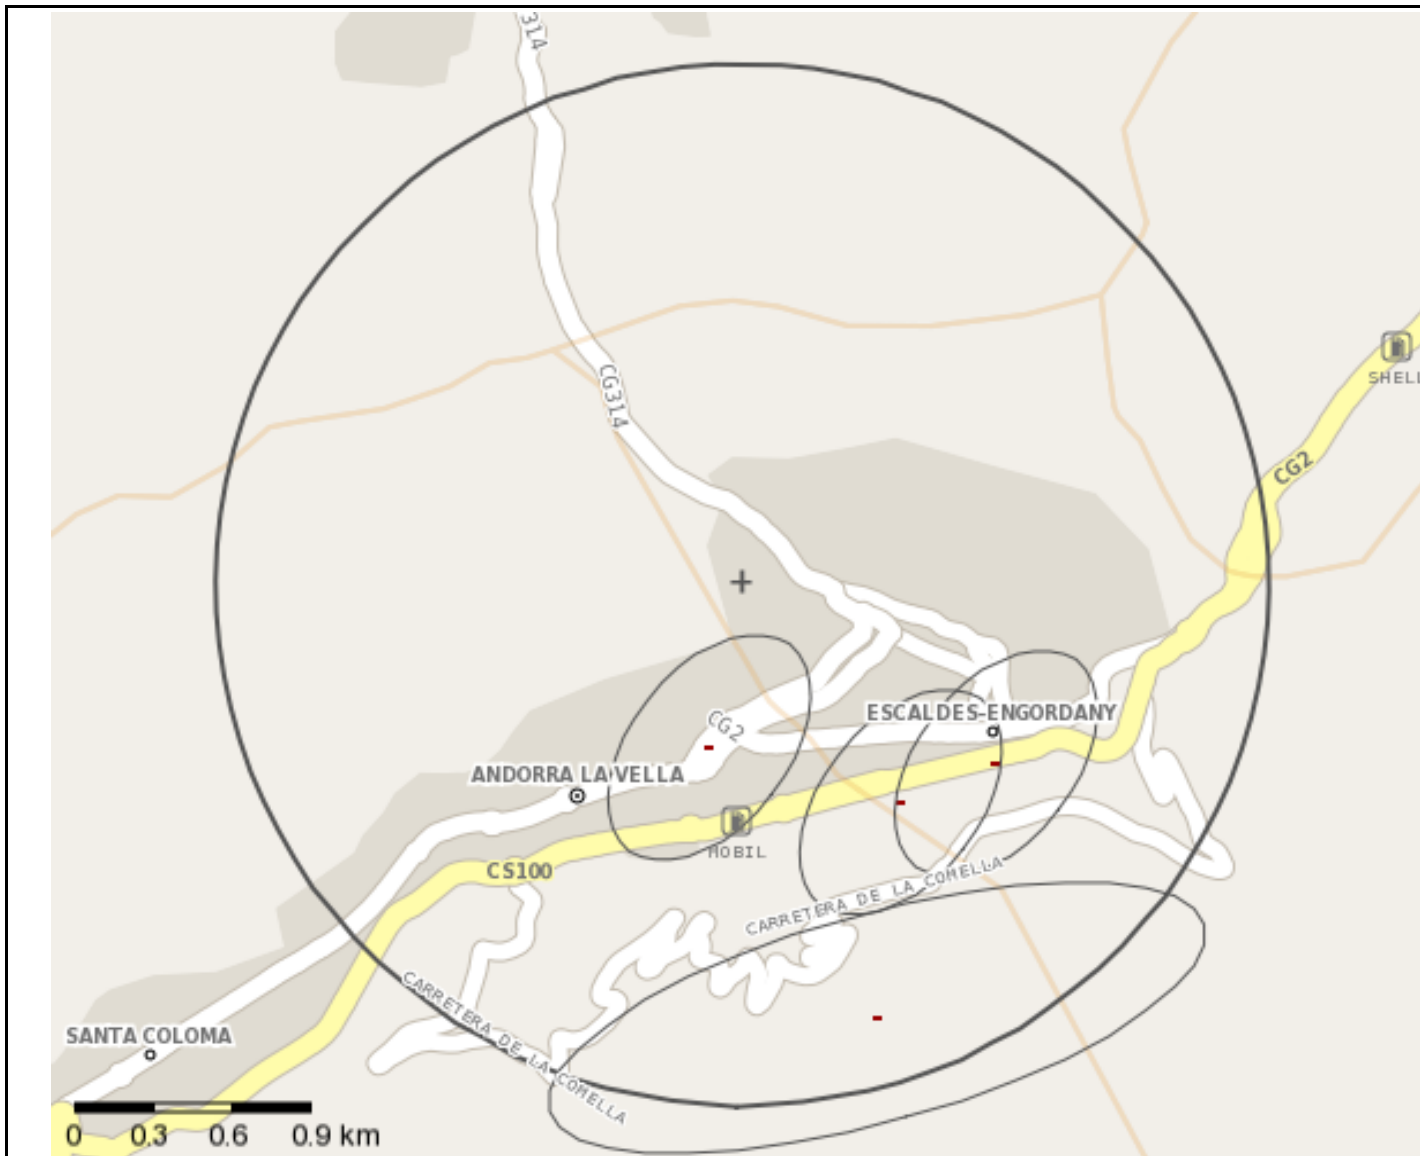 314
CG314
SHELL
CG2
ESCALDES-ENGORDANY
CG2
ANDORRA LA VELLA
MOBIL
CS100
CARRETERA DE LA COMELLA
CARRETERA DE LA COMELLA
SANTA COLOMA
0 0.3 0.6 0.9 km